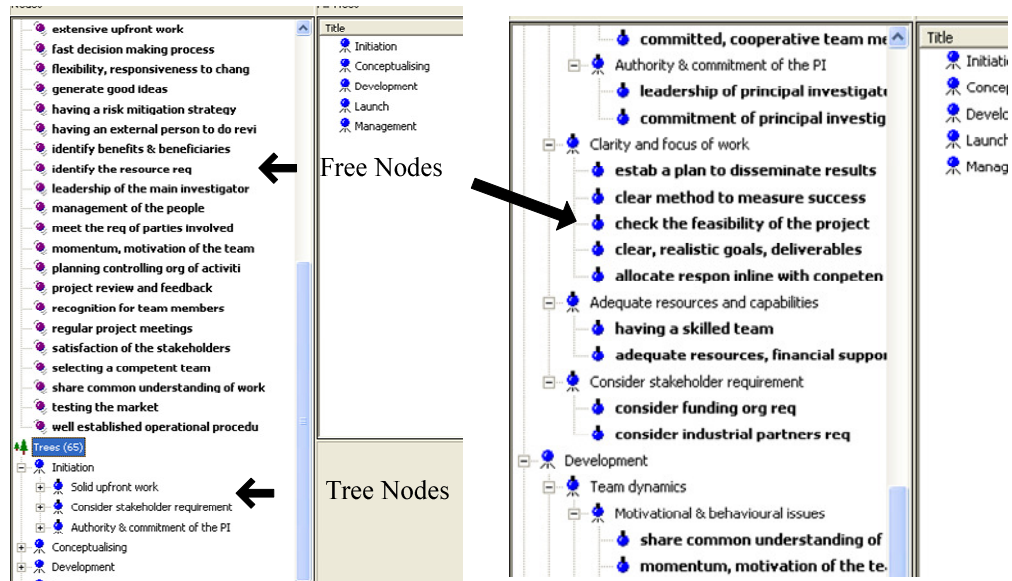 extensive upfront work
fast decision making process
flexibility, responsiveness to chang
generate good ideas
having a risk mitigation strategy
having an external person to do revi
identify benefits & beneficiaries
identify the resource req
leadership of the main investigator
management of the people
meet the req of parties involved
momentum, motivation of the team
planning controlling org of activiti
project review and feedback
recognition for team members
regular project meetings
satisfaction of the stakeholders
selecting a competent team
share common understanding of work
testing the market
well established operational procedu
Trees (65)
Initiation
Solid upfront work
Consider stakeholder requirement
Authority & commitment of the PI
Conceptualising
Development
Title
Initiation
Conceptualising
Development
Launch
Management
Free Nodes
Tree Nodes
committed, cooperative team me
Authority & commitment of the PI
leadership of principal investigat
commitment of principal investig
Clarity and focus of work
estab a plan to disseminate results
clear method to measure success
check the feasibility of the project
clear, realistic goals, deliverables
allocate respon inline with conpeten
Adequate resources and capabilities
having a skilled team
adequate resources, financial suppor
Consider stakeholder requirement
consider funding org req
consider industrial partners req
Development
Team dynamics
Motivational & behavioural issues
share common understanding of
momentum, motivation of the te
Title
Initiati
Concep
Develo
Launch
Manag